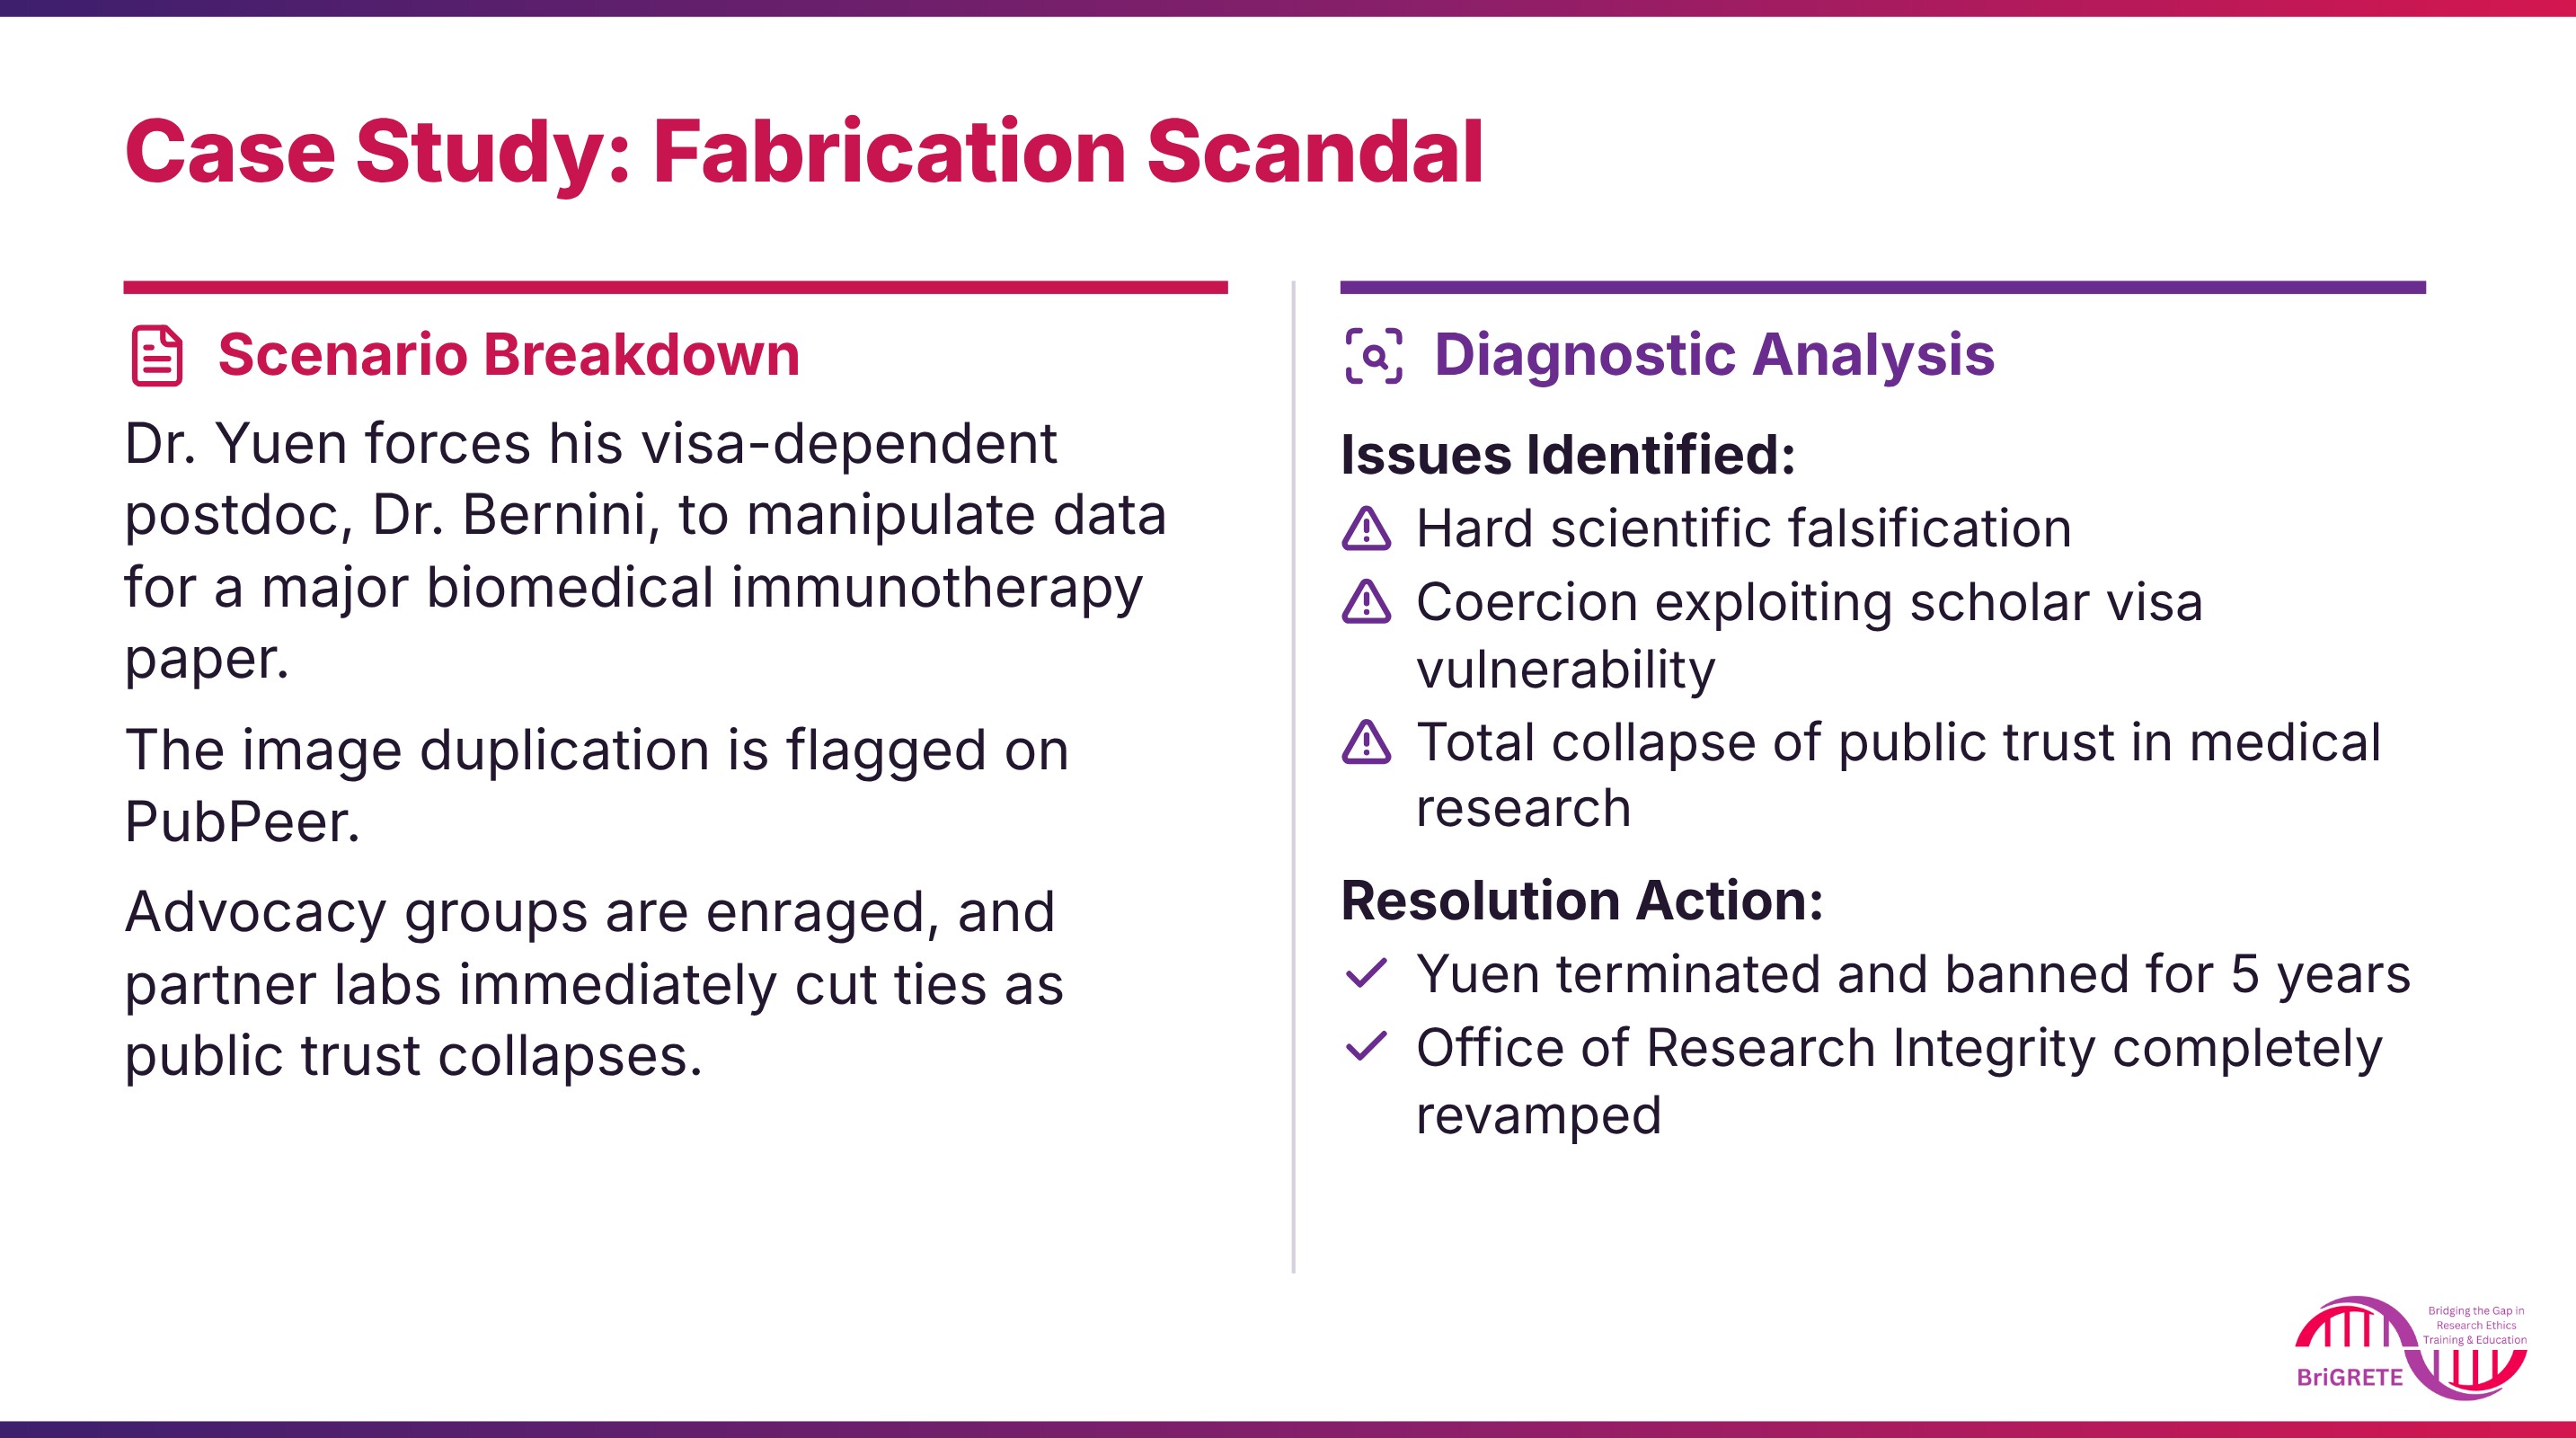 Case Study: Fabrication Scandal
Scenario Breakdown
Dr. Yuen forces his visa-dependent
postdoc, Dr. Bernini, to manipulate data
for a major biomedical immunotherapy
paper.
The image duplication is flagged on
PubPeer.
Advocacy groups are enraged, and
partner labs immediately cut ties as
public trust collapses.
Diagnostic Analysis
Issues Identified:
Hard scientific falsification
Coercion exploiting scholar visa
vulnerability
Total collapse of public trust in medical
research
Resolution Action:
Yuen terminated and banned for 5 years
Office of Research Integrity completely
revamped
Bridging the Gap in
Research Ethics
Training & Education
BriGRETE